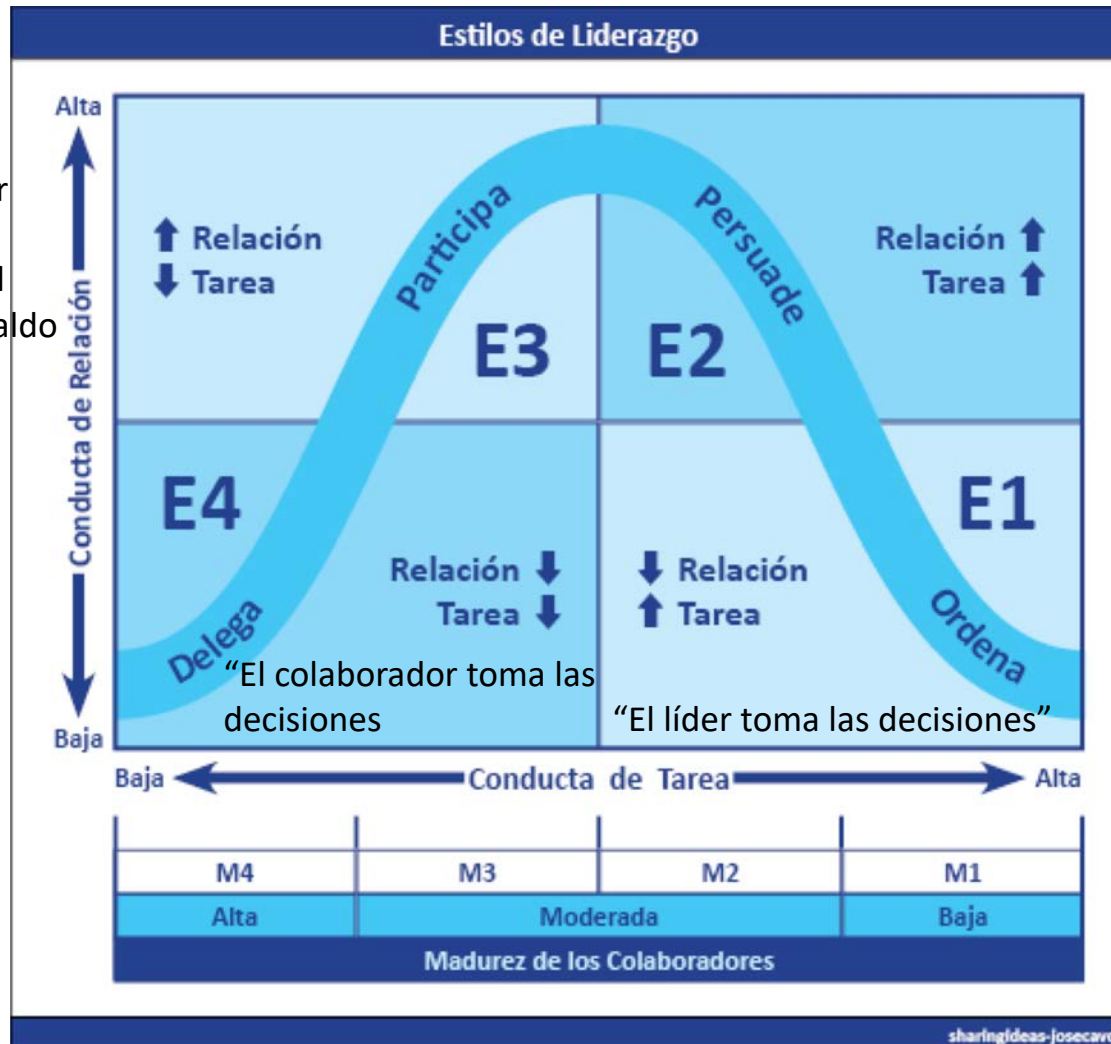 Estilos de Liderazgo
Alta
Conducta de Relación
Baja
aldo
Relación
Tarea
Participa
E3
Persuade
E2
Relación
Tarea
E4
Relación
Tarea
Delega
“El colaborador toma las
decisiones
Relación
Tarea
E1
Ordena
“El líder toma las decisiones”
Baja
Conducta de Tarea
Alta
M4
M3
M2
M1
Alta
Moderada
Baja
Madurez de los Colaboradores
sharingideas-josecav